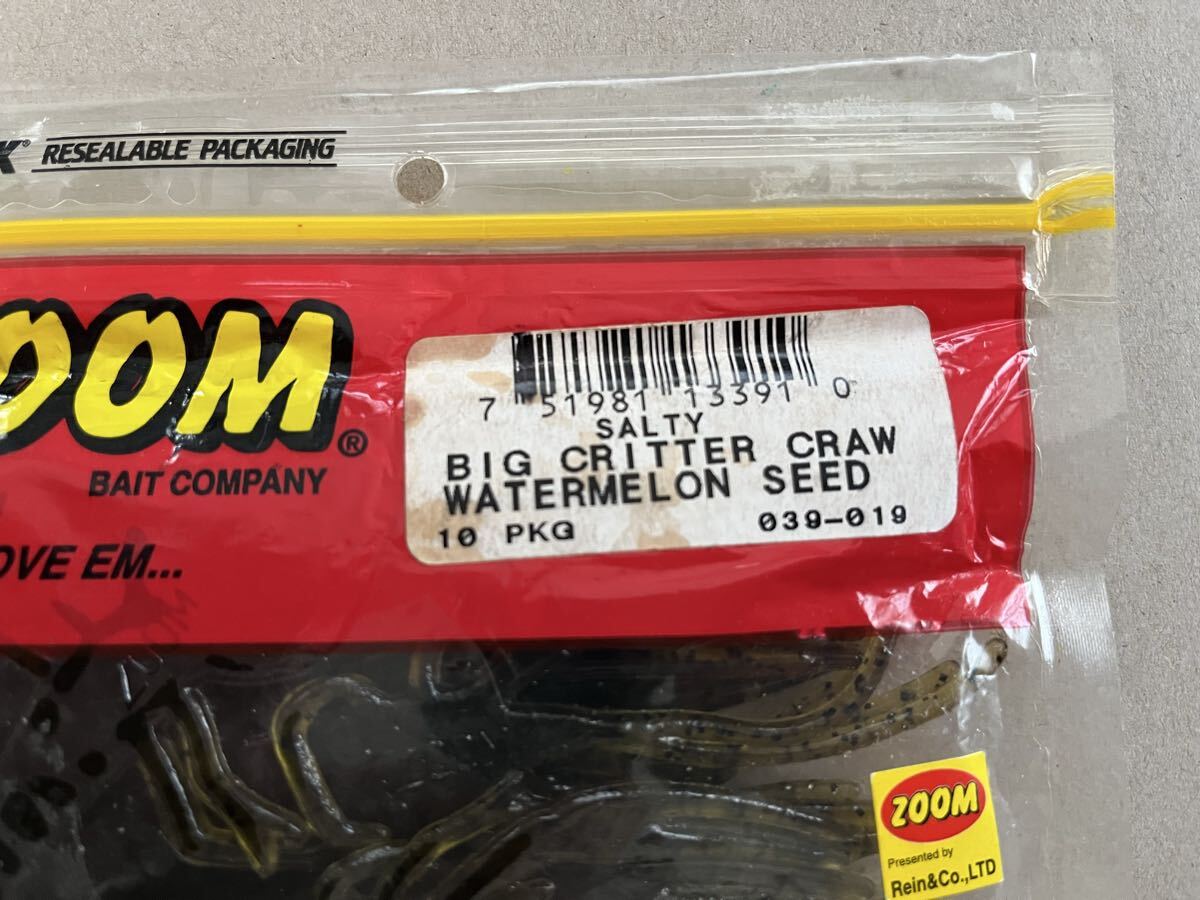 RESEALABLE PACKAGING
OOM®
BAIT COMPANY
OVE EM...
7 51981 13391 0
SALTY
BIG CRITTER CRAW
WATERMELON SEED
10 PKG 039-019
ZOOM
Presented by
Rein&Co.,LTD